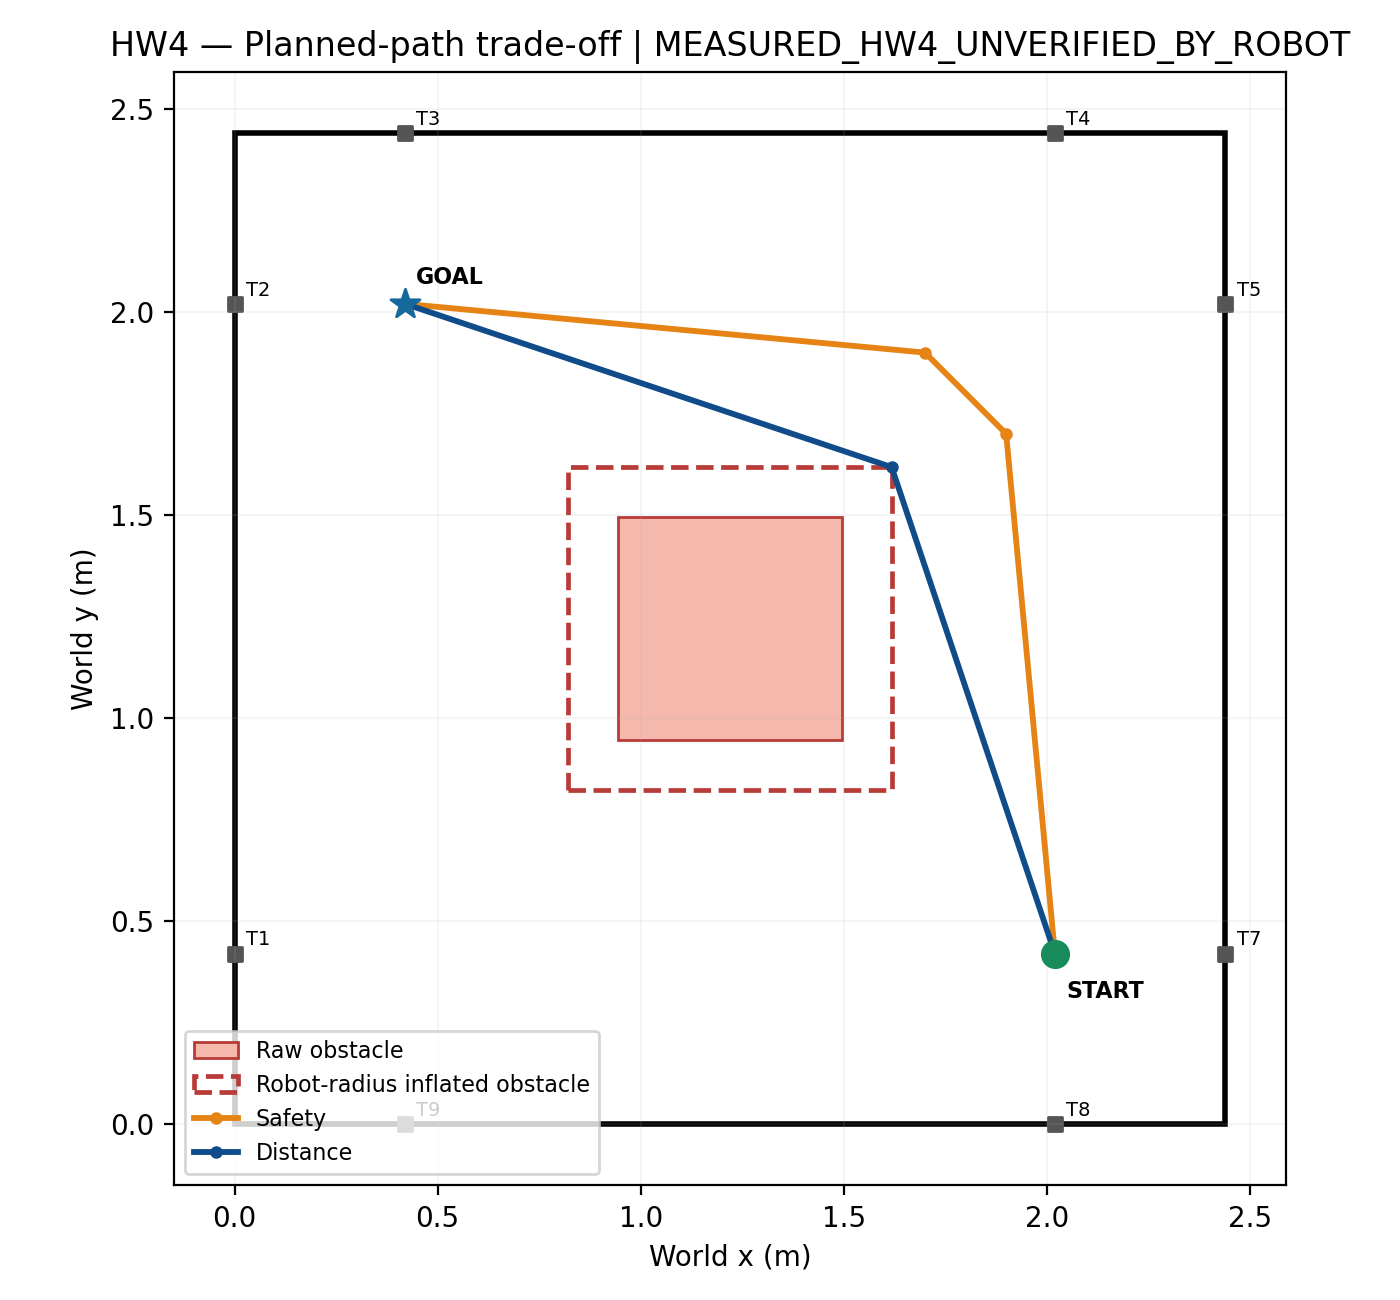 HW4 — Planned-path trade-off | MEASURED_HW4_UNVERIFIED_BY_ROBOT
2.5
T3
T4
GOAL
T2
T5
2.0
1.5
World y (m)
1.0
T1
T7
0.5
START
Raw obstacle
Robot-radius inflated obstacle
T9
T8
Safety
0.0
Distance
0.0 0.5 1.0 1.5 2.0 2.5
World x (m)